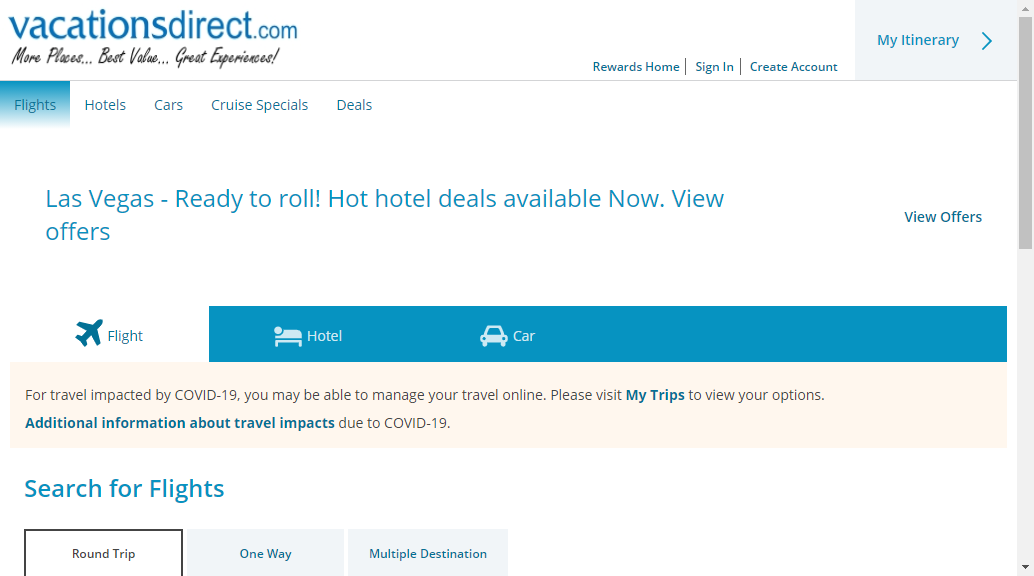 vacationsdirect.com
More Places... Best Value... Great Experiences!
Rewards Home
Sign In
Create Account
My Itinerary
Flights
Hotels
Cars
Cruise Specials
Deals
Las Vegas - Ready to roll! Hot hotel deals available Now. View
offers
View Offers
Flight
Hotel
Car
For travel impacted by COVID-19, you may be able to manage your travel online. Please visit My Trips to view your options.
Additional information about travel impacts due to COVID-19.
Search for Flights
Round Trip
One Way
Multiple Destination